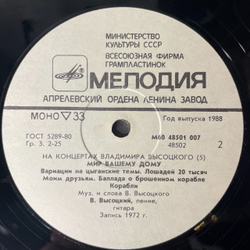 МИНИСТЕРСТВО
КУЛЬТУРЫ СССР
ВСЕСОЮЗНАЯ ФИРМА
ГРАМПЛАСТИНОК
МЕЛОДИЯ
АПРЕЛЕВСКИЙ ОРДЕНА ЛЕНИНА ЗАВОД
МОНО 33
Год выпуска 1988
ГОСТ 5289-80
М60 48501 007
Гр. 3. 2-25
48502
2
НА КОНЦЕРТАХ ВЛАДИМИРА ВЫСОЦКОГО (5)
МИР ВАШЕМУ ДОМУ
Вариации на цыганские темы. Лошадей 20 тысяч
Моим друзьям. Баллада о брошенном корабле
Корабли
Муз. и слова В. Высоцкого
В. Высоцкий, пение,
гитара
Запись 1972 г.